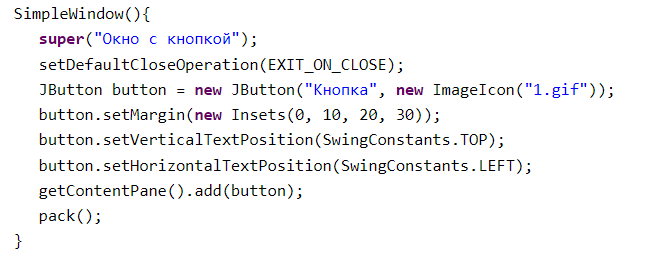 SimpleWindow(){
super("Окно с кнопкой");
setDefaultCloseOperation(EXIT_ON_CLOSE);
JButton button = new JButton("Кнопка", new ImageIcon("1.gif"));
button.setMargin(new Insets(0, 10, 20, 30));
button.setVerticalTextPosition(SwingConstants.TOP);
button.setHorizontalTextPosition(SwingConstants.LEFT);
getContentPane().add(button);
pack();
}